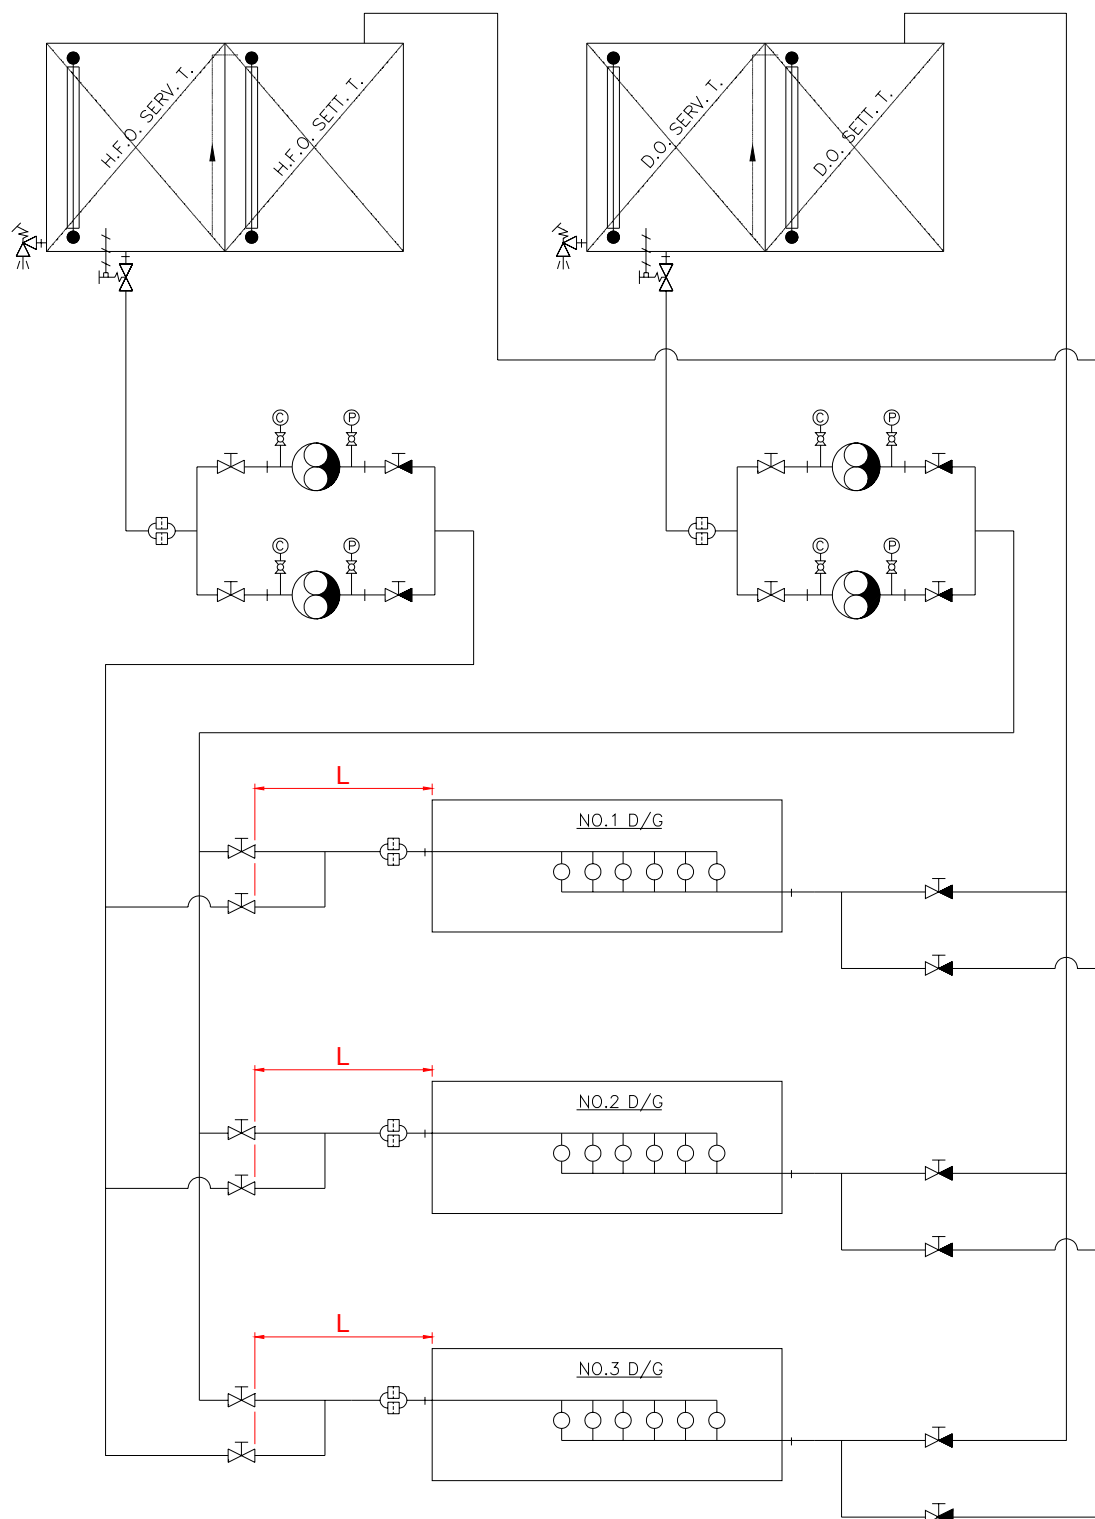 H.F.O. SERV. T.
H.F.O. SETT. T.
D.O. SERV. T.
D.O. SETT. T.
C
P
C
P
C
P
C
P
L
NO.1 D/G
L
NO.2 D/G
L
NO.3 D/G